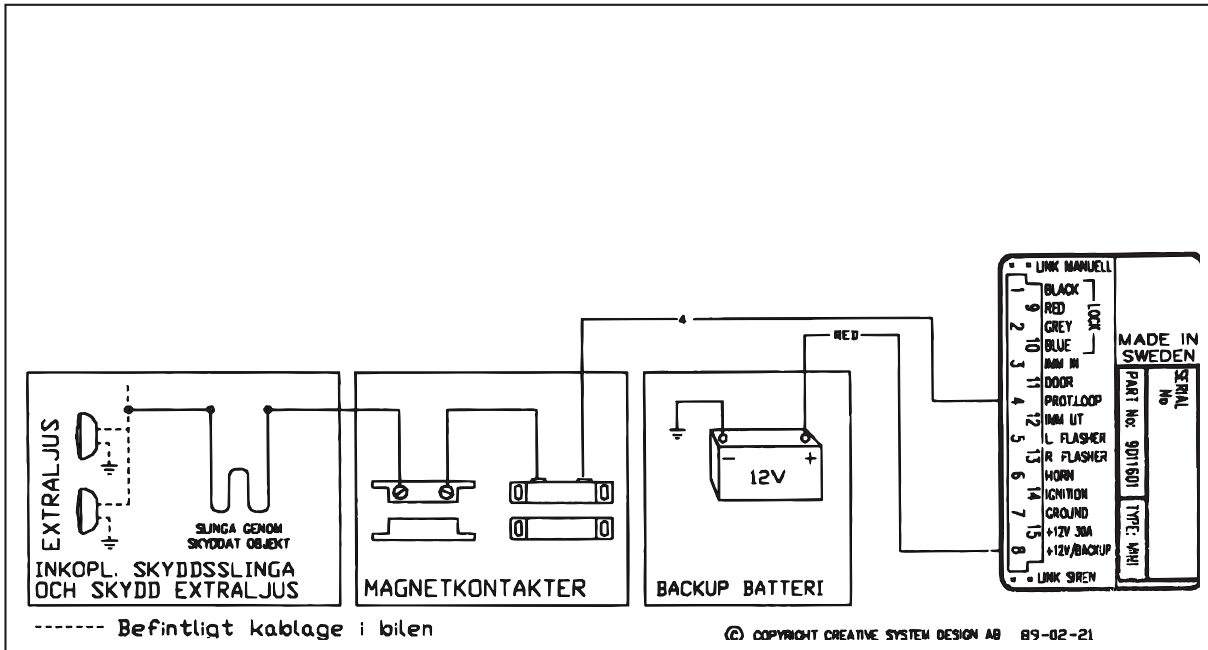 LINK MANUELL
1 BLACK
9 RED
2 GREY
10 BLUE
LOCK
3 IMM IN
11 DOOR
4 PROT.LOOP
12 IMM UT
5 L FLASHER
13 R FLASHER
6 HORN
14 IGNITION
7 GROUND
15 +12V 30A
8 +12V/BACKUP
LINK SIREN
MADE IN
SWEDEN
SERIAL
No
PART No: 9011601
TYPE: MINI
4
RED
EXTRALJUS
SLINGA GENOM
SKYDDAT OBJEKT
INKOPL. SKYDDSSLINGA
OCH SKYDD EXTRALJUS
MAGNETKONTAKTER
- +
12V
BACKUP BATTERI
------- Befintligt kablage i bilen
© COPYRIGHT CREATIVE SYSTEM DESIGN AB 89-02-21